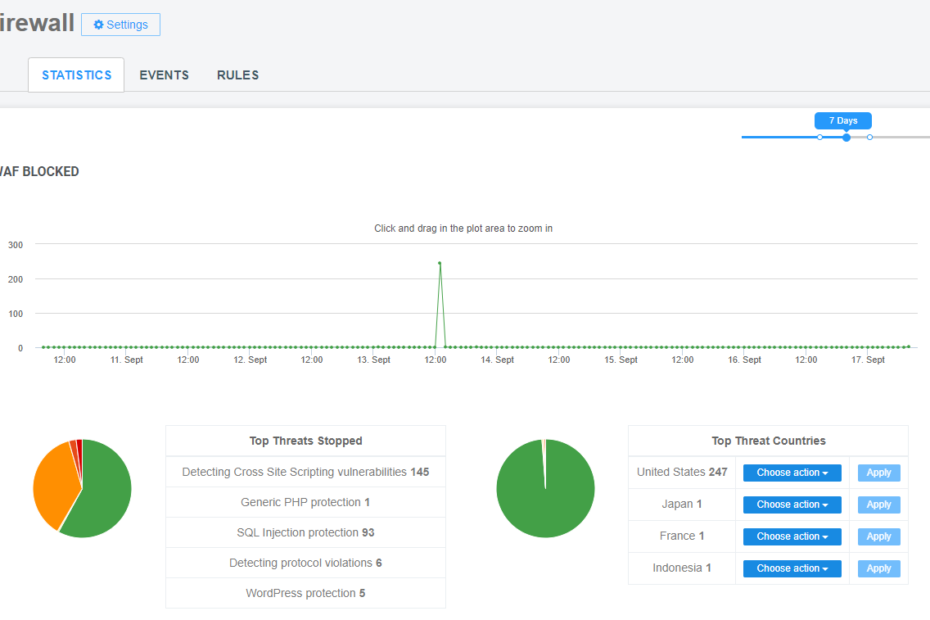 irewall Settings
STATISTICS EVENTS RULES
7 Days
WAF BLOCKED
Click and drag in the plot area to zoom in
300
200
100
0
12:00 11. Sept 12:00 12. Sept 12:00 13. Sept 12:00 14. Sept 12:00 15. Sept 12:00 16. Sept 12:00 17. Sept
Top Threats Stopped
Detecting Cross Site Scripting vulnerabilities 145
Generic PHP protection 1
SQL Injection protection 93
Detecting protocol violations 6
WordPress protection 5
Top Threat Countries
United States 247 Choose action Apply
Japan 1 Choose action Apply
France 1 Choose action Apply
Indonesia 1 Choose action Apply